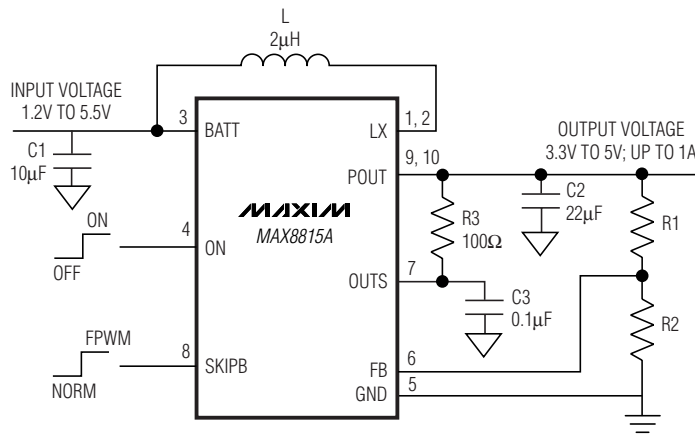 L
2μH
INPUT VOLTAGE
1.2V TO 5.5V
3
BATT
LX
1, 2
C1
10μF
OUTPUT VOLTAGE
3.3V TO 5V; UP TO 1A
9, 10
POUT
MAXIM
MAX8815A
R3
100Ω
C2
22μF
R1
ON
OFF
4
ON
OUTS
7
C3
0.1μF
R2
FPWM
NORM
8
SKIPB
FB
6
GND
5